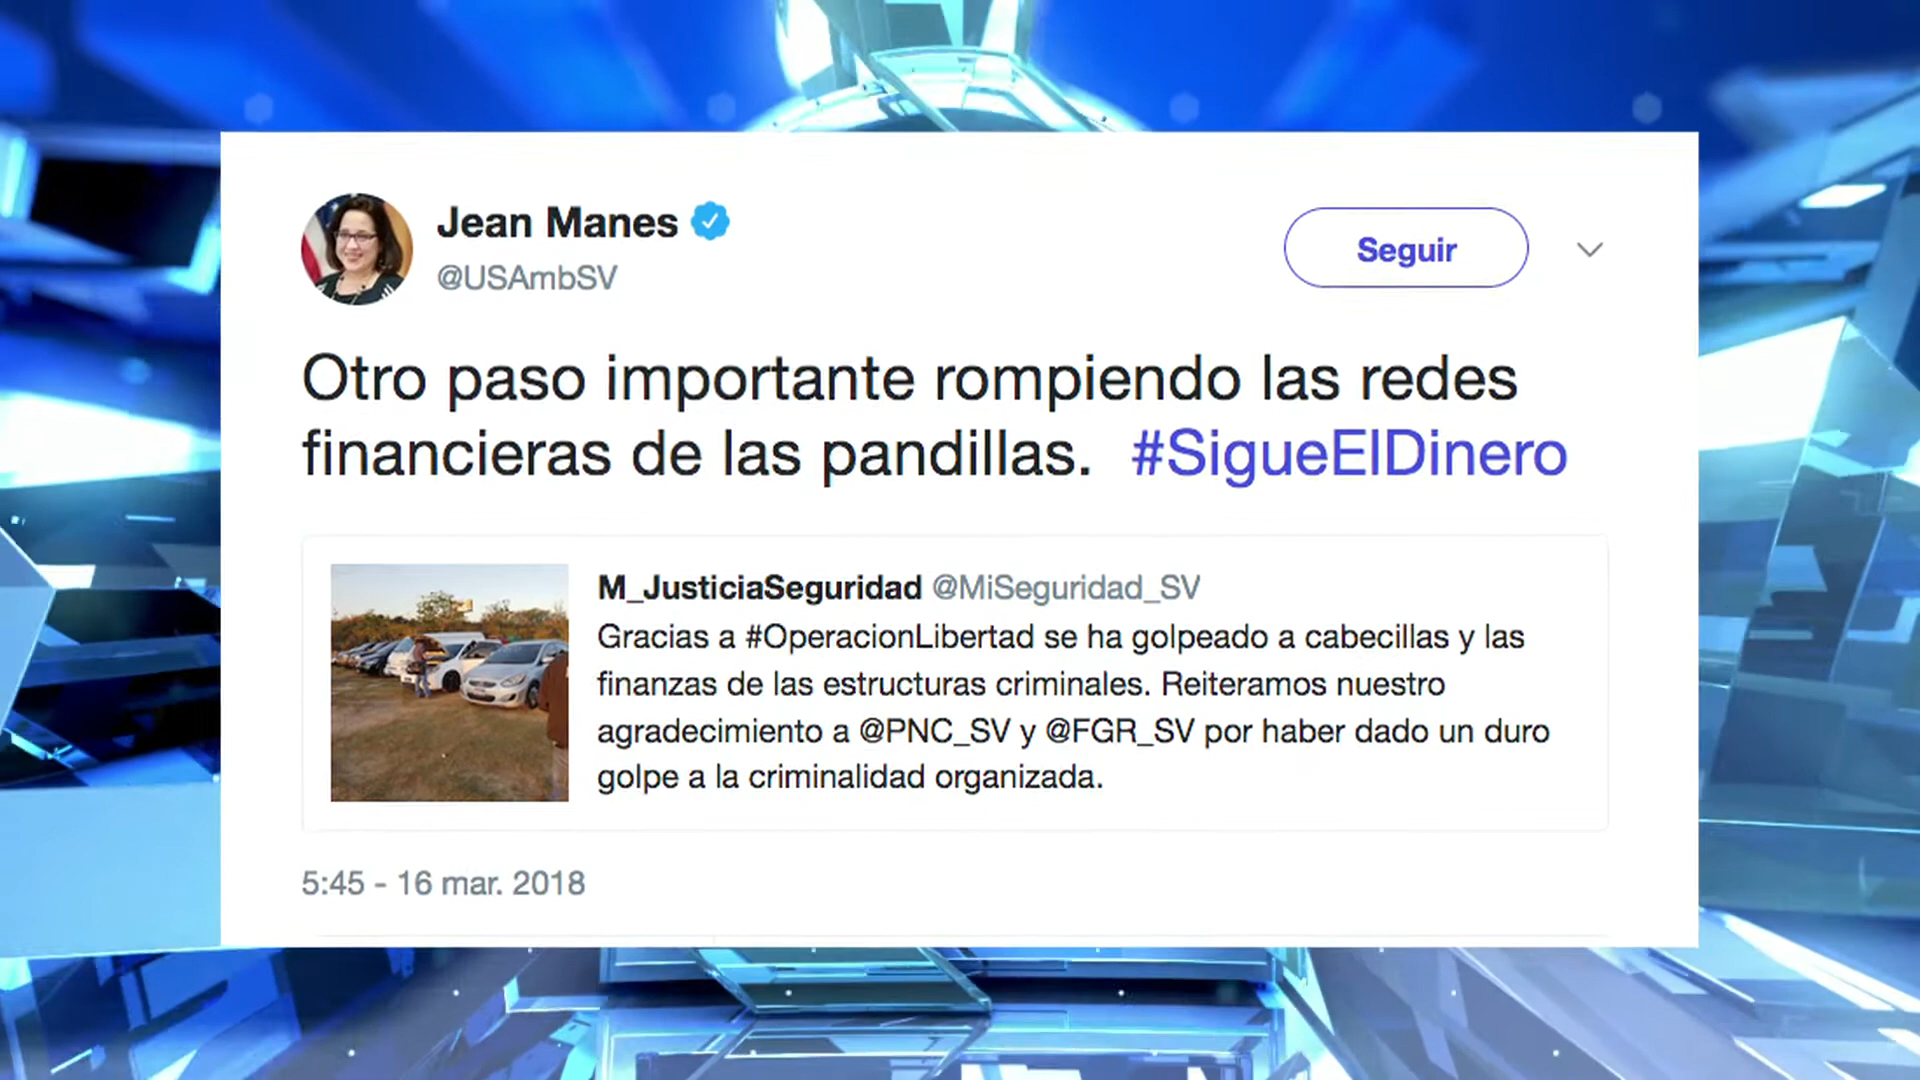 Jean Manes
@USAmbSV
Seguir
Otro paso importante rompiendo las redes
financieras de las pandillas. #SigueElDinero
M_JusticiaSeguridad @MiSeguridad_SV
Gracias a #OperacionLibertad se ha golpeado a cabecillas y las
finanzas de las estructuras criminales. Reiteramos nuestro
agradecimiento a @PNC_SV y @FGR_SV por haber dado un duro
golpe a la criminalidad organizada.
5:45 - 16 mar. 2018